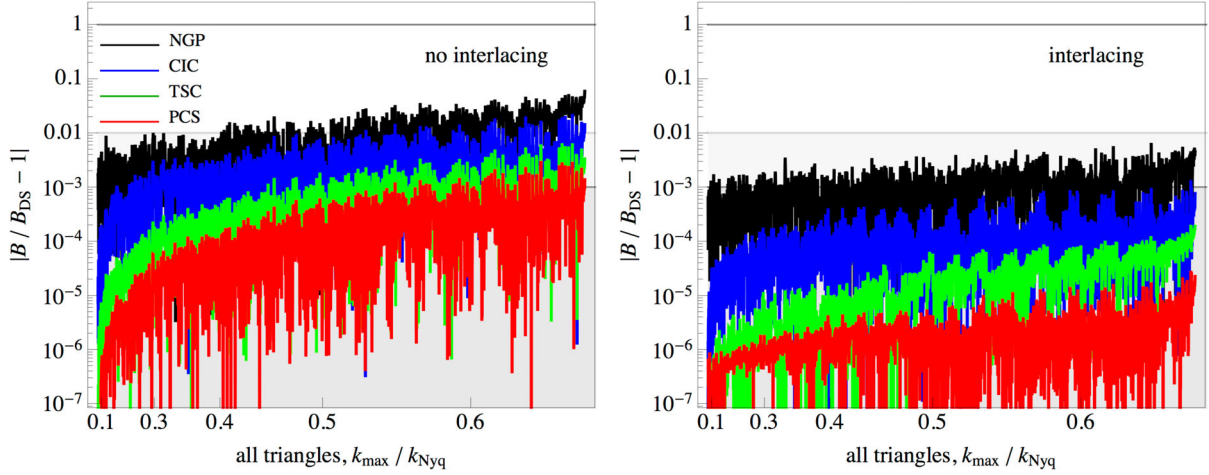 1
0.1
0.01
10⁻³
10⁻⁴
10⁻⁵
10⁻⁶
10⁻⁷
|B / B_DS − 1|
NGP
CIC
TSC
PCS
no interlacing
0.1
0.3
0.4
0.5
0.6
all triangles, k_max / k_Nyq
1
0.1
0.01
10⁻³
10⁻⁴
10⁻⁵
10⁻⁶
10⁻⁷
|B / B_DS − 1|
interlacing
0.1
0.3
0.4
0.5
0.6
all triangles, k_max / k_Nyq